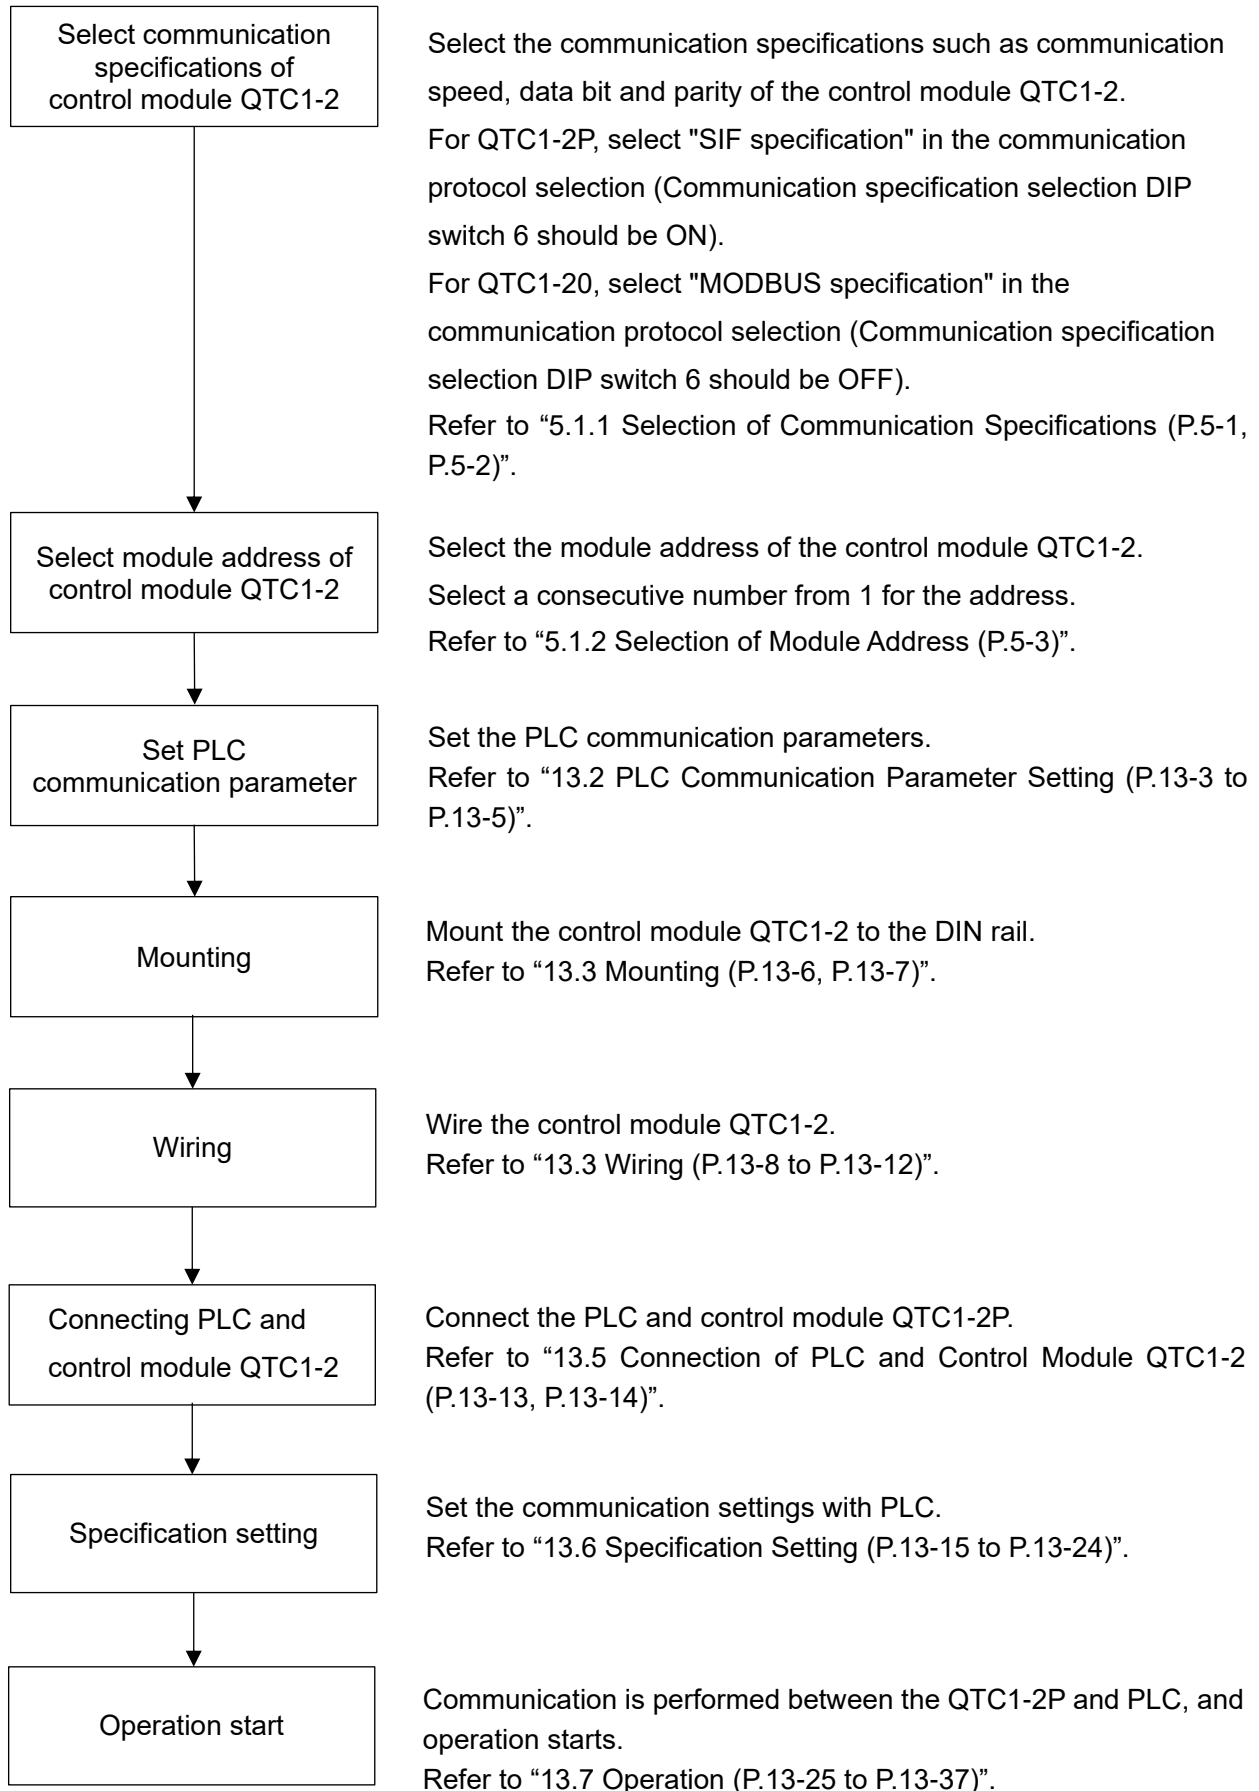 Select communication
specifications of
control module QTC1-2
Select the communication specifications such as communication
speed, data bit and parity of the control module QTC1-2.
For QTC1-2P, select "SIF specification" in the communication
protocol selection (Communication specification selection DIP
switch 6 should be ON).
For QTC1-20, select "MODBUS specification" in the
communication protocol selection (Communication specification
selection DIP switch 6 should be OFF).
Refer to “5.1.1 Selection of Communication Specifications (P.5-1,
P.5-2)”.
Select module address of
control module QTC1-2
Select the module address of the control module QTC1-2.
Select a consecutive number from 1 for the address.
Refer to “5.1.2 Selection of Module Address (P.5-3)”.
Set PLC
communication parameter
Set the PLC communication parameters.
Refer to “13.2 PLC Communication Parameter Setting (P.13-3 to
P.13-5)”.
Mounting
Mount the control module QTC1-2 to the DIN rail.
Refer to “13.3 Mounting (P.13-6, P.13-7)”.
Wiring
Wire the control module QTC1-2.
Refer to “13.3 Wiring (P.13-8 to P.13-12)”.
Connecting PLC and
control module QTC1-2
Connect the PLC and control module QTC1-2P.
Refer to “13.5 Connection of PLC and Control Module QTC1-2
(P.13-13, P.13-14)”.
Specification setting
Set the communication settings with PLC.
Refer to “13.6 Specification Setting (P.13-15 to P.13-24)”.
Operation start
Communication is performed between the QTC1-2P and PLC, and
operation starts.
Refer to “13.7 Operation (P.13-25 to P.13-37)”.